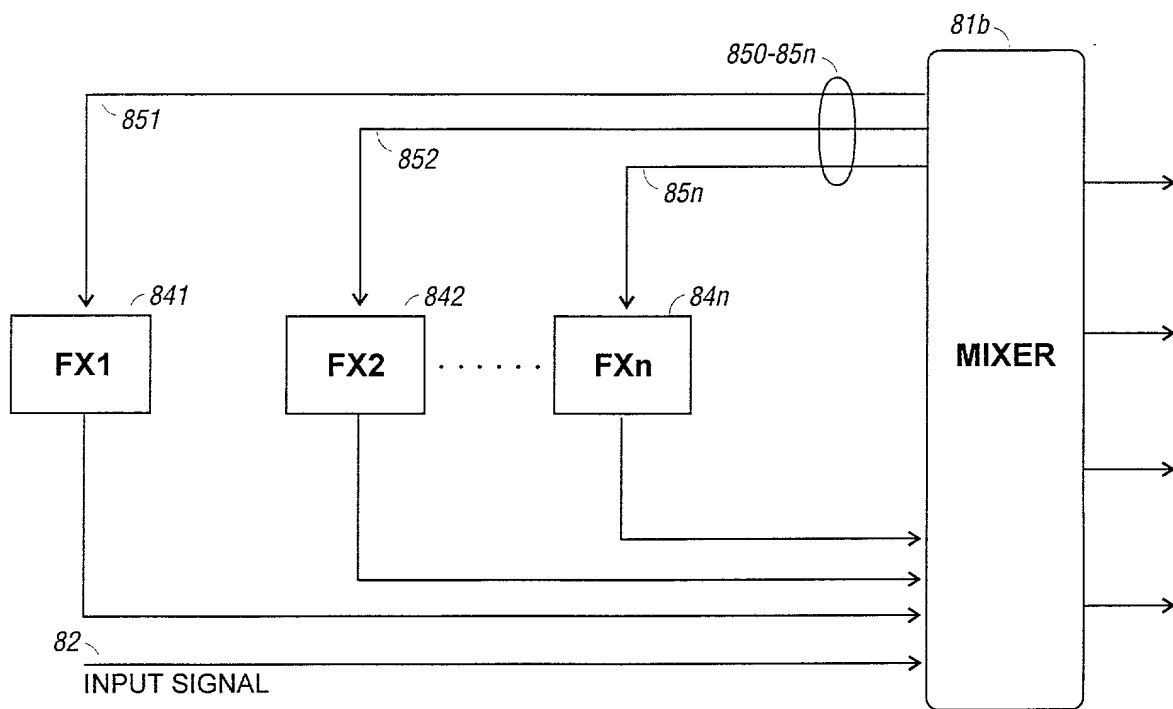 81b
850-85n
851
852
85n
841
842
84n
FX1
FX2
. . . . . .
FXn
MIXER
82
INPUT SIGNAL